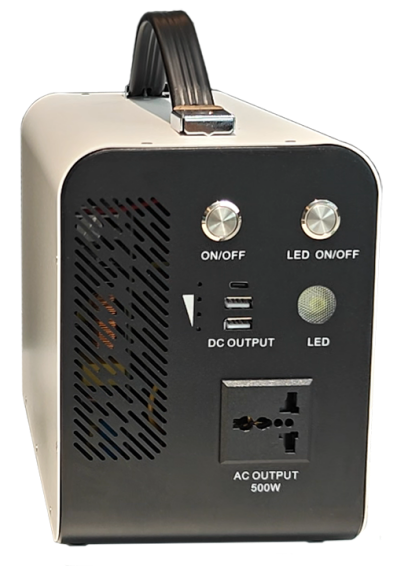 ON/OFF
LED ON/OFF
DC OUTPUT
LED
AC OUTPUT
500W